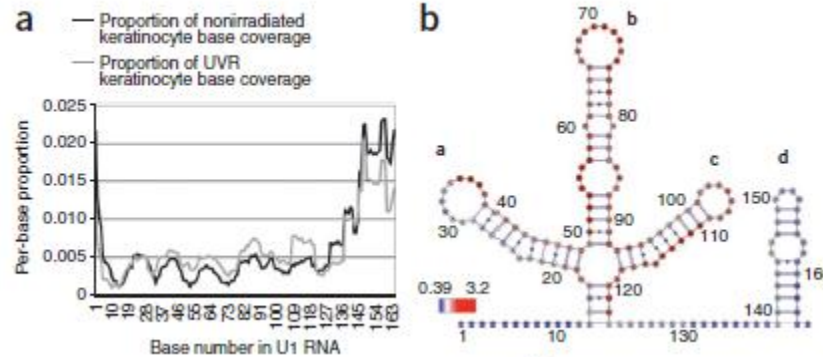 a
Proportion of nonirradiated
keratinocyte base coverage
Proportion of UVR
keratinocyte base coverage
0.025
0.020
0.015
0.010
0.005
0
Per-base proportion
1 10 19 28 37 46 55 64 73 82 91 100 109 118 127 136 145 154 163
Base number in U1 RNA
b
70
b
60
80
a
c
d
40
100
150
30
50
90
110
20
120
16
0.39 3.2
140
1
10
130